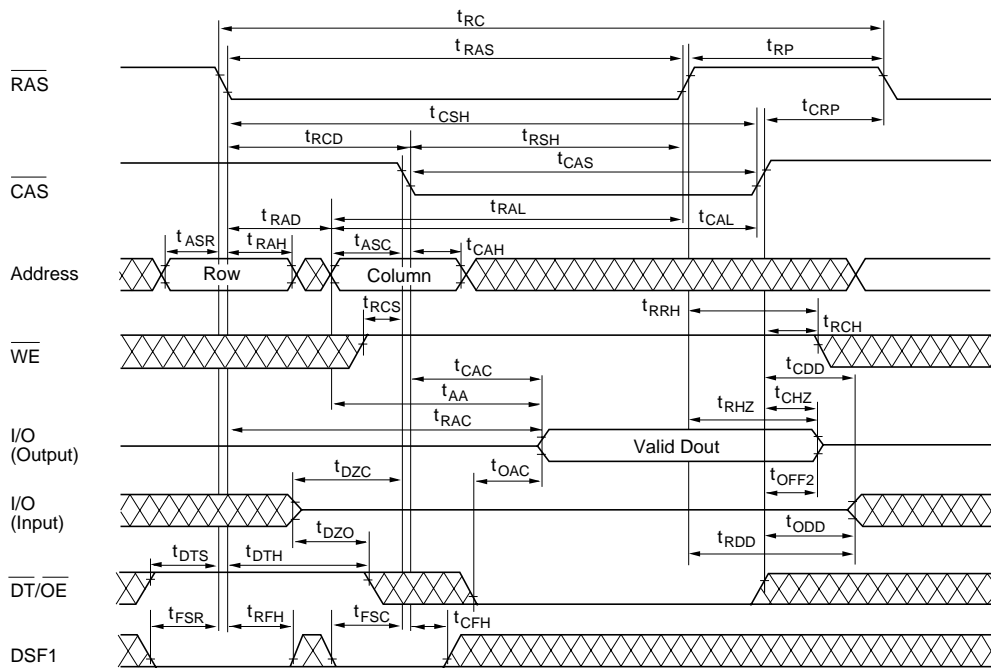 tRC
tRAS
tRP
RAS
tCSH
tCRP
tRCD
tRSH
tCAS
CAS
tRAL
tRAD
tCAL
tASR
tRAH
tASC
tCAH
Address
Row
Column
tRCS
tRRH
tRCH
WE
tCAC
tCDD
tAA
tCHZ
tRHZ
tRAC
I/O
(Output)
Valid Dout
tDZC
tOAC
tOFF2
I/O
(Input)
tDZO
tODD
tRDD
tDTS
tDTH
DT/OE
tFSR
tRFH
tFSC
tCFH
DSF1